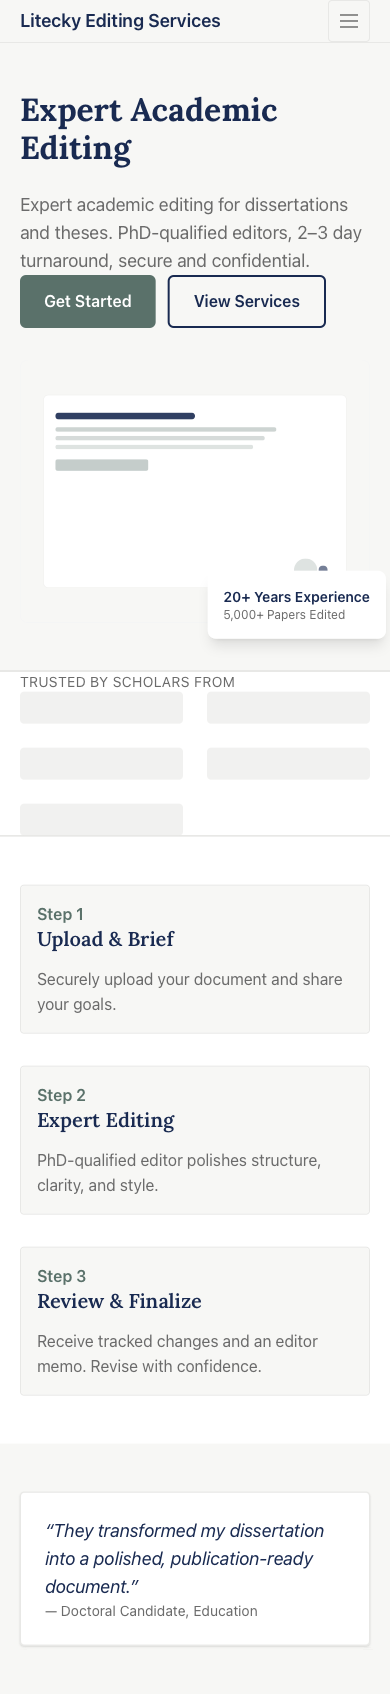 Litecky Editing Services
Expert Academic
Editing
Expert academic editing for dissertations
and theses. PhD-qualified editors, 2–3 day
turnaround, secure and confidential.
Get Started
View Services
20+ Years Experience
5,000+ Papers Edited
TRUSTED BY SCHOLARS FROM
Step 1
Upload & Brief
Securely upload your document and share
your goals.
Step 2
Expert Editing
PhD-qualified editor polishes structure,
clarity, and style.
Step 3
Review & Finalize
Receive tracked changes and an editor
memo. Revise with confidence.
“They transformed my dissertation
into a polished, publication-ready
document.”
— Doctoral Candidate, Education